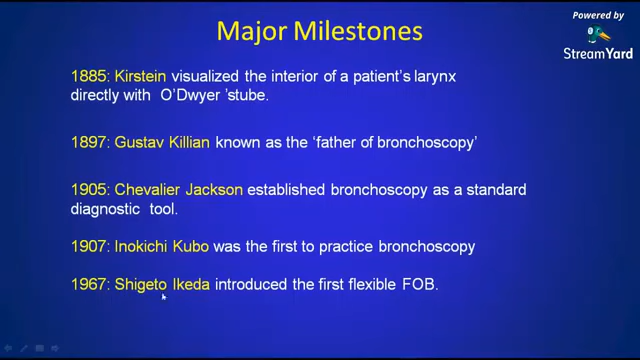 Major Milestones
Powered by
StreamYard
1885: Kirstein visualized the interior of a patient's larynx
directly with O'Dwyer 'stube.
1897: Gustav Killian known as the 'father of bronchoscopy'
1905: Chevalier Jackson established bronchoscopy as a standard
diagnostic tool.
1907: Inokichi Kubo was the first to practice bronchoscopy
1967: Shigeto Ikeda introduced the first flexible FOB.